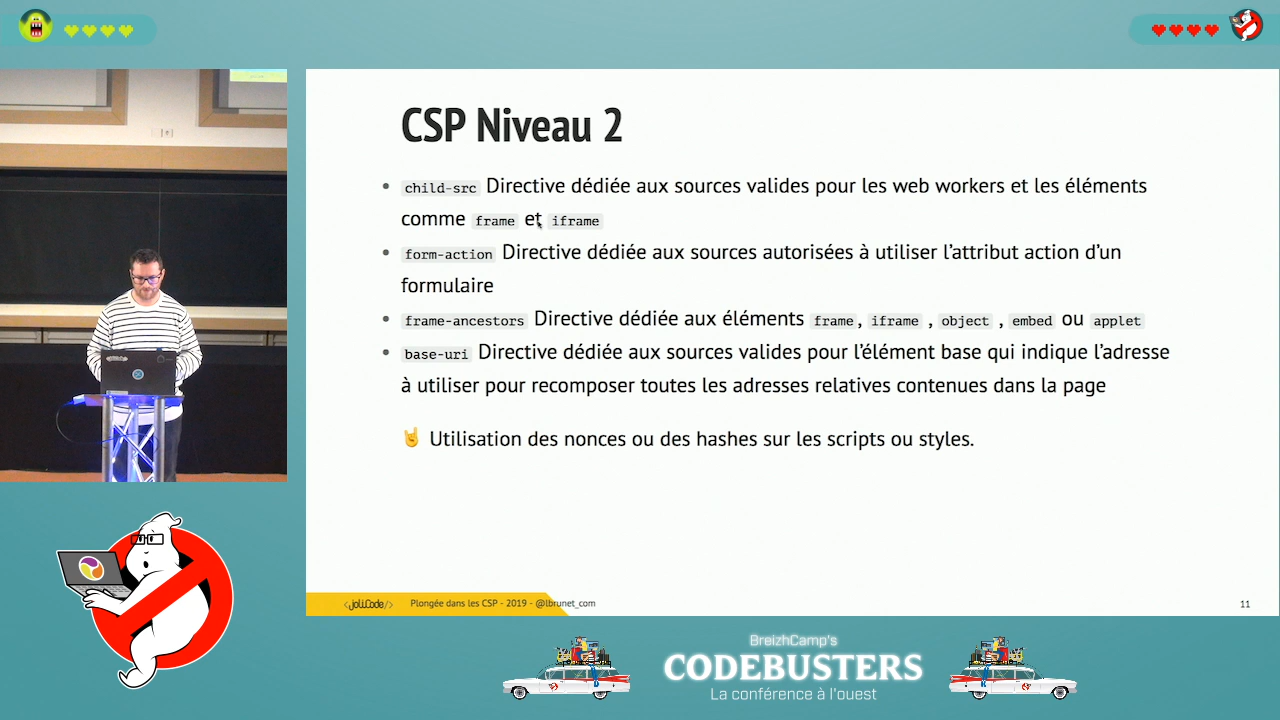 CSP Niveau 2
child-src Directive dédiée aux sources valides pour les web workers et les éléments
comme frame et iframe
form-action Directive dédiée aux sources autorisées à utiliser l'attribut action d'un
formulaire
frame-ancestors Directive dédiée aux éléments frame, iframe , object , embed ou applet
base-uri Directive dédiée aux sources valides pour l'élément base qui indique l'adresse
à utiliser pour recomposer toutes les adresses relatives contenues dans la page
🤘 Utilisation des nonces ou des hashes sur les scripts ou styles.
<joliCode/> Plongée dans les CSP - 2019 - @lbrunet_com
11
BreizhCamp's
CODEBUSTERS
La conférence à l'ouest